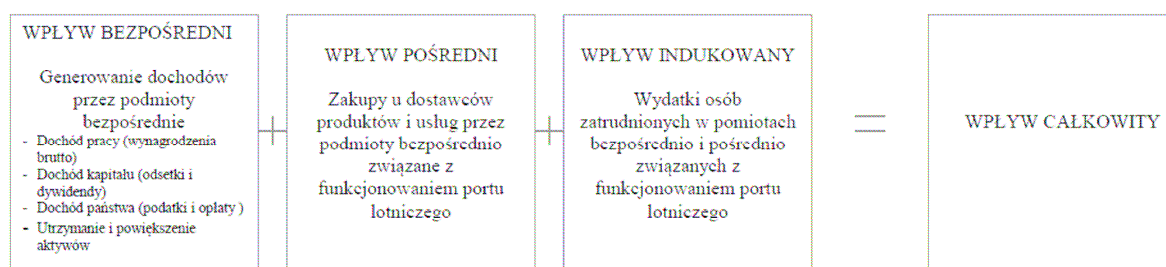 WPŁYW BEZPOŚREDNI
Generowanie dochodów
przez podmioty
bezpośrednie
- Dochód pracy (wynagrodzenia
brutto)
- Dochód kapitału (odsetki i
dywidendy)
- Dochód państwa (podatki i opłaty )
- Utrzymanie i powiększenie
aktywów
+
WPŁYW POŚREDNI
Zakupy u dostawców
produktów i usług przez
podmioty bezpośrednio
związane z
funkcjonowaniem portu
lotniczego
+
WPŁYW INDUKOWANY
Wydatki osób
zatrudnionych w pomiotach
bezpośrednio i pośrednio
związanych z
funkcjonowaniem portu
lotniczego
=
WPŁYW CAŁKOWITY